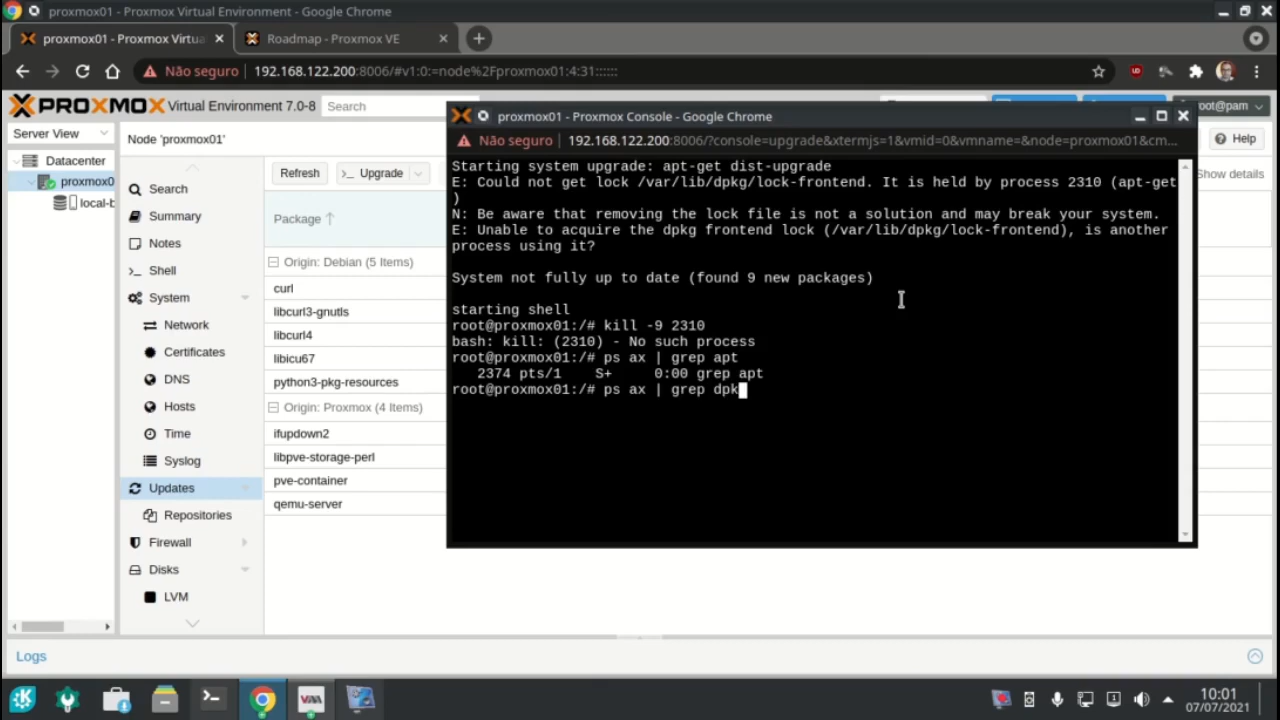 proxmox01 - Proxmox Virtual Environment - Google Chrome
proxmox01 - Proxmox Virtua
Roadmap - Proxmox VE
Não seguro
192.168.122.200:8006/#v1:0:=node%2Fproxmox01:4:31::::::
PROXMOX Virtual Environment 7.0-8
Search
root@pam
Server View
Datacenter
proxmox0
local-
Node 'proxmox01'
Help
Search
Summary
Notes
Shell
System
Network
Certificates
DNS
Hosts
Time
Syslog
Updates
Repositories
Firewall
Disks
LVM
Refresh
Upgrade
Show details
Package
Origin: Debian (5 Items)
curl
libcurl3-gnutls
libcurl4
libicu67
python3-pkg-resources
Origin: Proxmox (4 Items)
ifupdown2
libpve-storage-perl
pve-container
qemu-server
proxmox01 - Proxmox Console - Google Chrome
Não seguro
192.168.122.200:8006/?console=upgrade&xtermjs=1&vmid=0&vmname=&node=proxmox01&cm...
Starting system upgrade: apt-get dist-upgrade
E: Could not get lock /var/lib/dpkg/lock-frontend. It is held by process 2310 (apt-get
)
N: Be aware that removing the lock file is not a solution and may break your system.
E: Unable to acquire the dpkg frontend lock (/var/lib/dpkg/lock-frontend), is another
process using it?
System not fully up to date (found 9 new packages)
starting shell
root@proxmox01:/# kill -9 2310
bash: kill: (2310) - No such process
root@proxmox01:/# ps ax | grep apt
2374 pts/1 S+ 0:00 grep apt
root@proxmox01:/# ps ax | grep dpk
Logs
10:01
07/07/2021